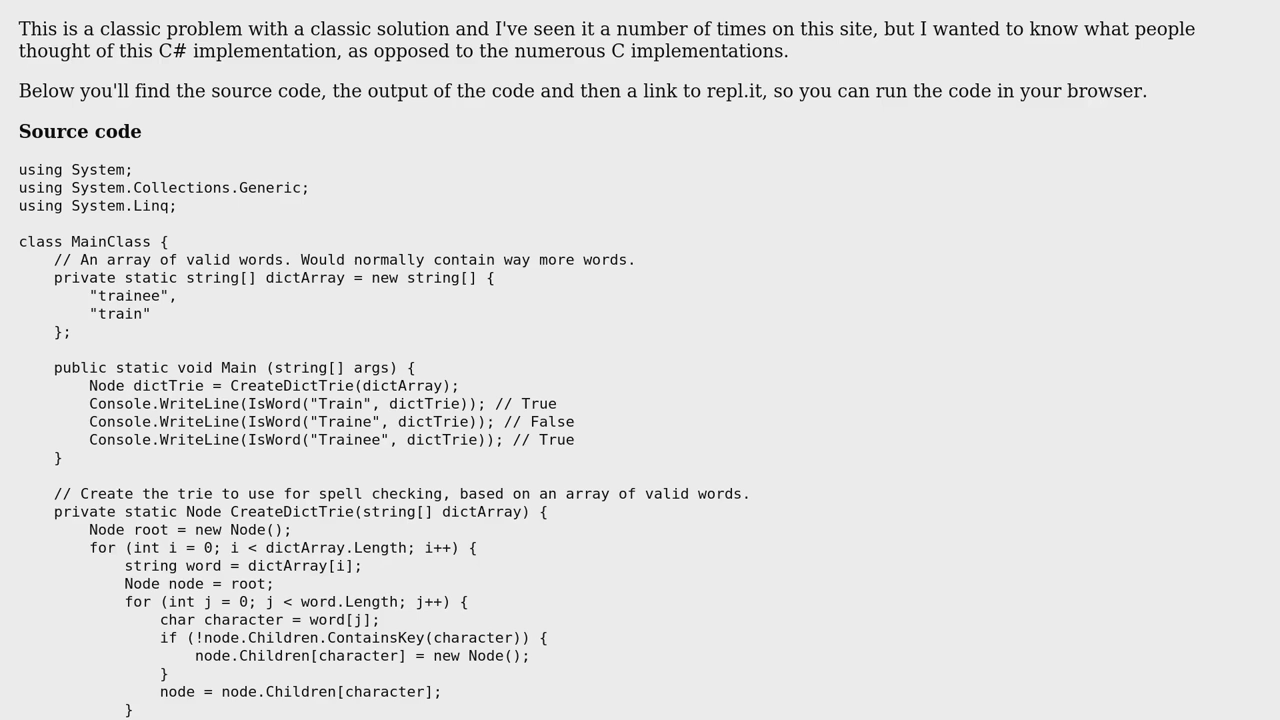 This is a classic problem with a classic solution and I've seen it a number of times on this site, but I wanted to know what people
thought of this C# implementation, as opposed to the numerous C implementations.
Below you'll find the source code, the output of the code and then a link to repl.it, so you can run the code in your browser.
Source code
using System;
using System.Collections.Generic;
using System.Linq;
class MainClass {
    // An array of valid words. Would normally contain way more words.
    private static string[] dictArray = new string[] {
        "trainee",
        "train"
    };
    public static void Main (string[] args) {
        Node dictTrie = CreateDictTrie(dictArray);
        Console.WriteLine(IsWord("Train", dictTrie)); // True
        Console.WriteLine(IsWord("Traine", dictTrie)); // False
        Console.WriteLine(IsWord("Trainee", dictTrie)); // True
    }
    // Create the trie to use for spell checking, based on an array of valid words.
    private static Node CreateDictTrie(string[] dictArray) {
        Node root = new Node();
        for (int i = 0; i < dictArray.Length; i++) {
            string word = dictArray[i];
            Node node = root;
            for (int j = 0; j < word.Length; j++) {
                char character = word[j];
                if (!node.Children.ContainsKey(character)) {
                    node.Children[character] = new Node();
                }
                node = node.Children[character];
            }